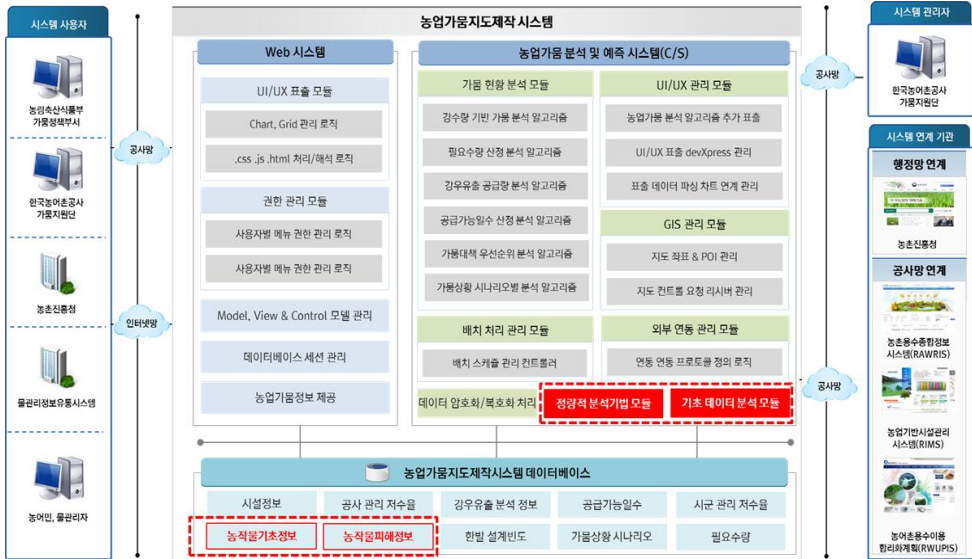 시스템 사용자
농림축산식품부
가뭄정책부서
한국농어촌공사
가뭄지원단
농촌진흥청
물관리정보유통시스템
농어민, 물관리자
공사망
인터넷망
농업가뭄지도제작 시스템
Web 시스템
UI/UX 표출 모듈
Chart, Grid 관리 로직
.css .js .html 처리/해석 로직
권한 관리 모듈
사용자별 메뉴 권한 관리 로직
사용자별 메뉴 권한 관리 로직
Model, View & Control 모델 관리
데이터베이스 세션 관리
농업가뭄정보 제공
농업가뭄 분석 및 예측 시스템(C/S)
가뭄 현황 분석 모듈
강수량 기반 가뭄 분석 알고리즘
필요수량 산정 분석 알고리즘
강우유출 공급량 분석 알고리즘
공급가능일수 산정 분석 알고리즘
가뭄대책 우선순위 분석 알고리즘
가뭄상황 시나리오별 분석 알고리즘
배치 처리 관리 모듈
배치 스케쥴 관리 컨트롤러
데이터 암호화/복호화 처리
UI/UX 관리 모듈
농업가뭄 분석 알고리즘 추가 표출
UI/UX 표출 devXpress 관리
표출 데이터 파싱 차트 연계 관리
GIS 관리 모듈
지도 좌표 & POI 관리
지도 컨트롤 요청 리시버 관리
외부 연동 관리 모듈
연동 연동 프로토콜 정의 로직
정량적 분석기법 모듈
기초 데이터 분석 모듈
농업가뭄지도제작시스템 데이터베이스
시설정보
공사 관리 저수율
강우유출 분석 정보
공급가능일수
시군 관리 저수율
농작물기초정보
농작물피해정보
한발 설계빈도
가뭄상황 시나리오
필요수량
공사망
공사망
시스템 관리자
한국농어촌공사
가뭄지원단
시스템 연계 기관
행정망 연계
농촌진흥청
공사망 연계
농촌용수종합정보
시스템(RAWRIS)
농업기반시설관리
시스템(RIMS)
농어촌용수이용
합리화계획(RWUPIS)